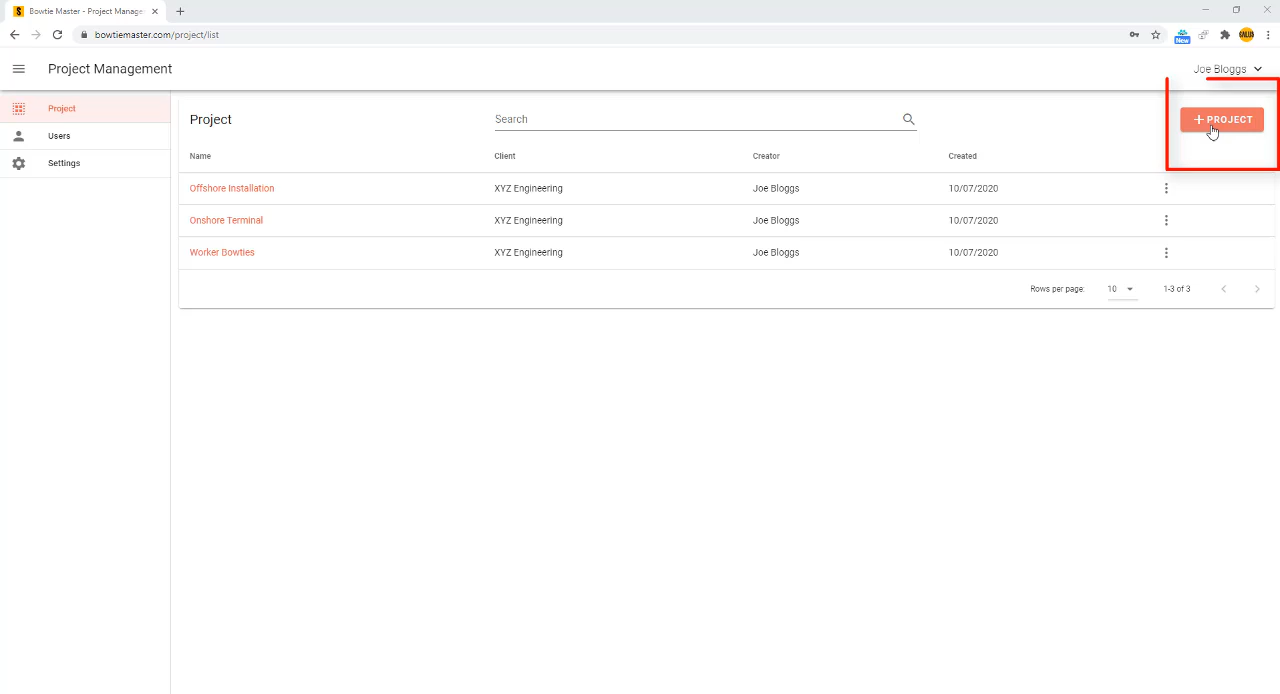 Bowtie Master - Project Manage
bowtiemaster.com/project/list
New
SALUS
Project Management
Joe Bloggs
Project
Users
Settings
Project
Search
+ PROJECT
Name Client Creator Created
Offshore Installation XYZ Engineering Joe Bloggs 10/07/2020
Onshore Terminal XYZ Engineering Joe Bloggs 10/07/2020
Worker Bowties XYZ Engineering Joe Bloggs 10/07/2020
Rows per page: 10 1-3 of 3